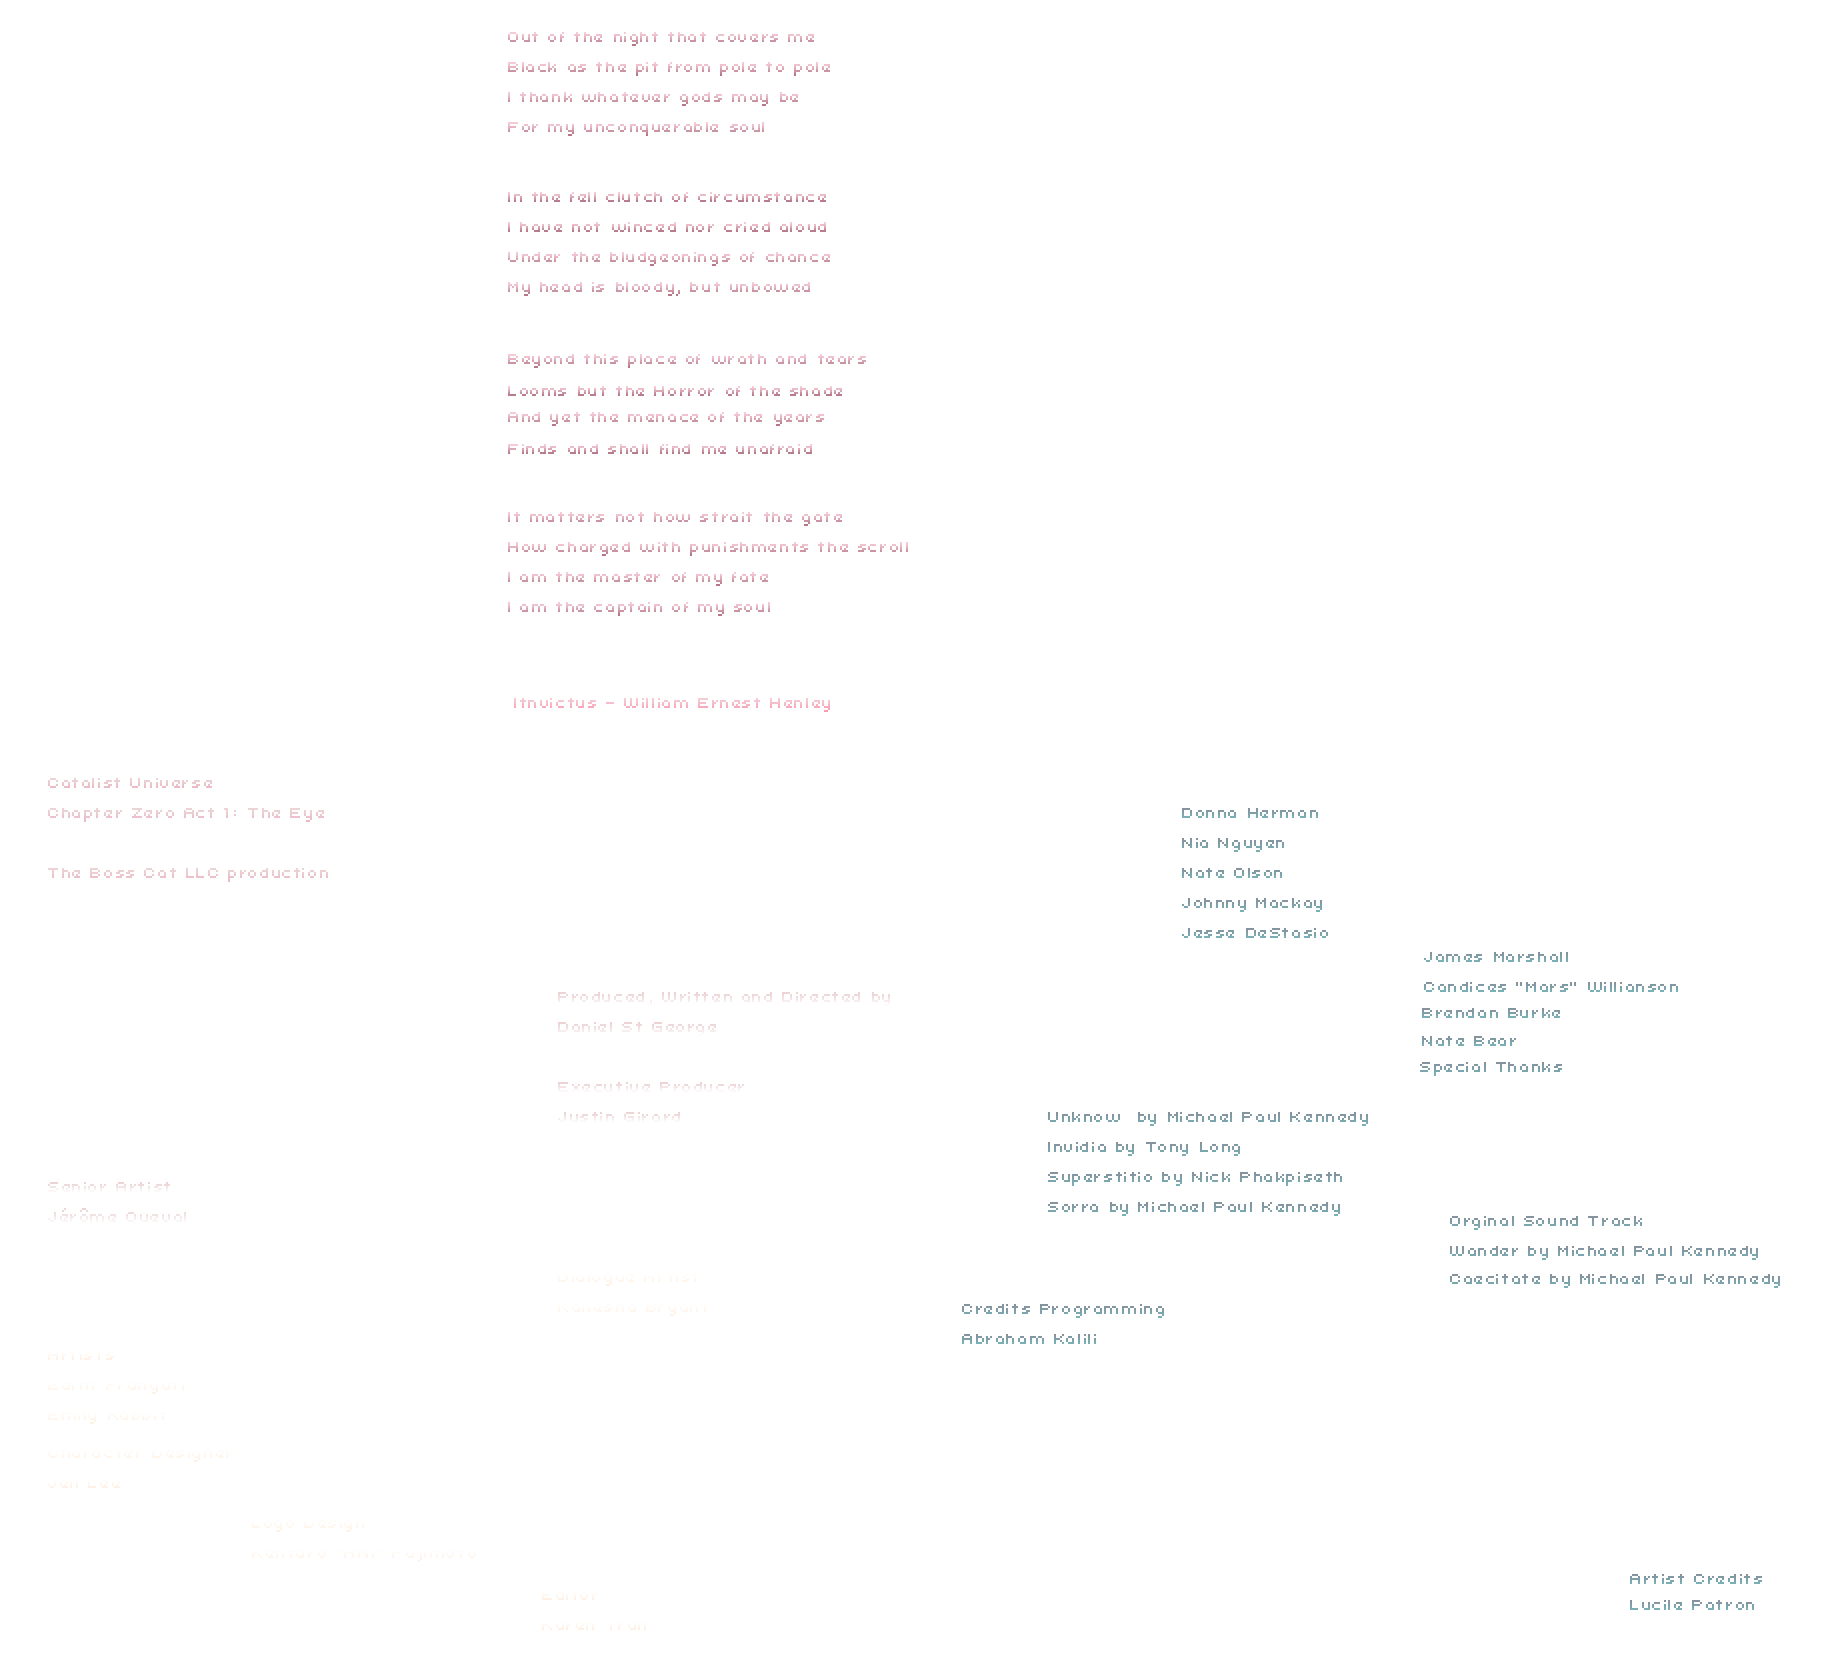 Out of the night that covers me
Black as the pit from pole to pole
I thank whatever gods may be
For my unconquerable soul
In the fell clutch of circumstance
I have not winced nor cried aloud
Under the bludgeonings of chance
My head is bloody, but unbowed
Beyond this place of wrath and tears
Looms but the Horror of the shade
And yet the menace of the years
Finds and shall find me unafraid
It matters not how strait the gate
How charged with punishments the scroll
I am the master of my fate
I am the captain of my soul
Itnvictus - William Ernest Henley
Catalist Universe
Chapter Zero Act 1: The Eye
The Boss Cat LLC production
Produced, Written and Directed by
Daniel St George
Executive Producer
Justin Girard
Senior Artist
Jérôme Queval
Dialogue Artist
Artists
Character Designer
Jen Lee
Logo Design
Editor
Karen Tran
Donna Herman
Nia Nguyen
Nate Olson
Johnny Mackay
Jesse DeStasio
James Marshall
Candices "Mars" Willianson
Brendan Burke
Nate Bear
Special Thanks
Unknow by Michael Paul Kennedy
Invidia by Tony Long
Superstitio by Nick Phakpiseth
Sorra by Michael Paul Kennedy
Orginal Sound Track
Wander by Michael Paul Kennedy
Caecitate by Michael Paul Kennedy
Credits Programming
Abraham Kalili
Artist Credits
Lucile Patron